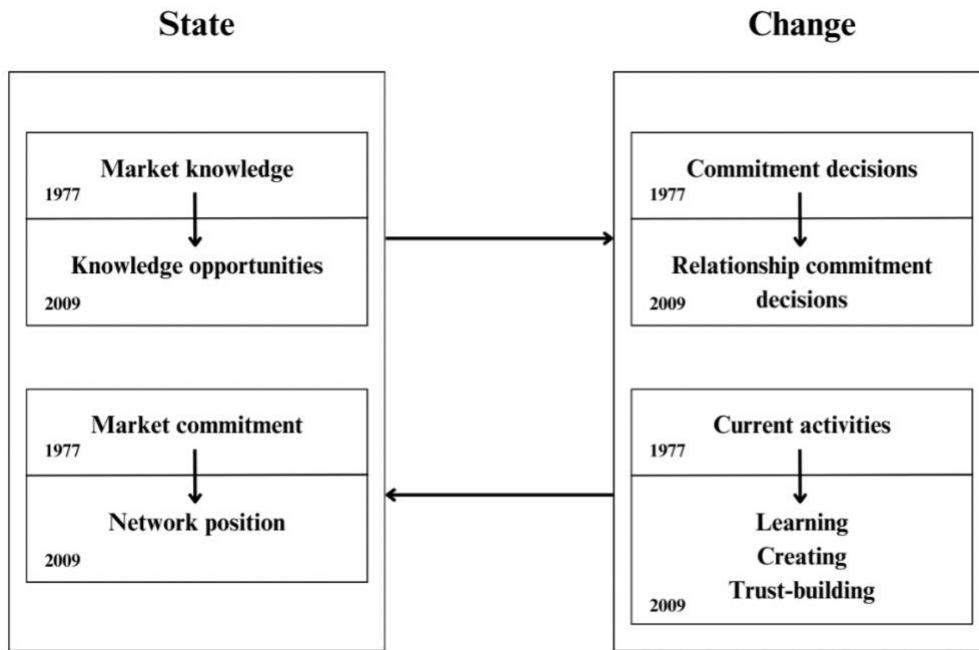 State
Change
Market knowledge
1977
Knowledge opportunities
2009
Market commitment
1977
Network position
2009
Commitment decisions
1977
Relationship commitment
decisions
2009
Current activities
1977
Learning
Creating
Trust-building
2009